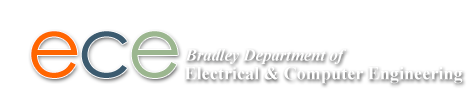 ece
Bradley Department of
Electrical & Computer Engineering